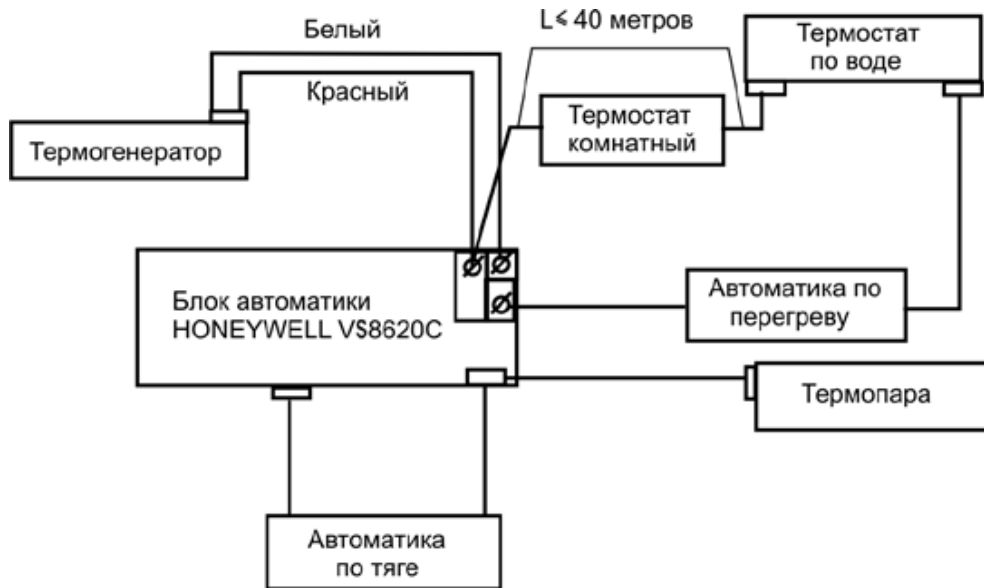 Белый
L≤ 40 метров
Термостат
по воде
Красный
Термостат
комнатный
Термогенератор
Блок автоматики
HONEYWELL VS8620C
Автоматика по
перегреву
Термопара
Автоматика
по тяге